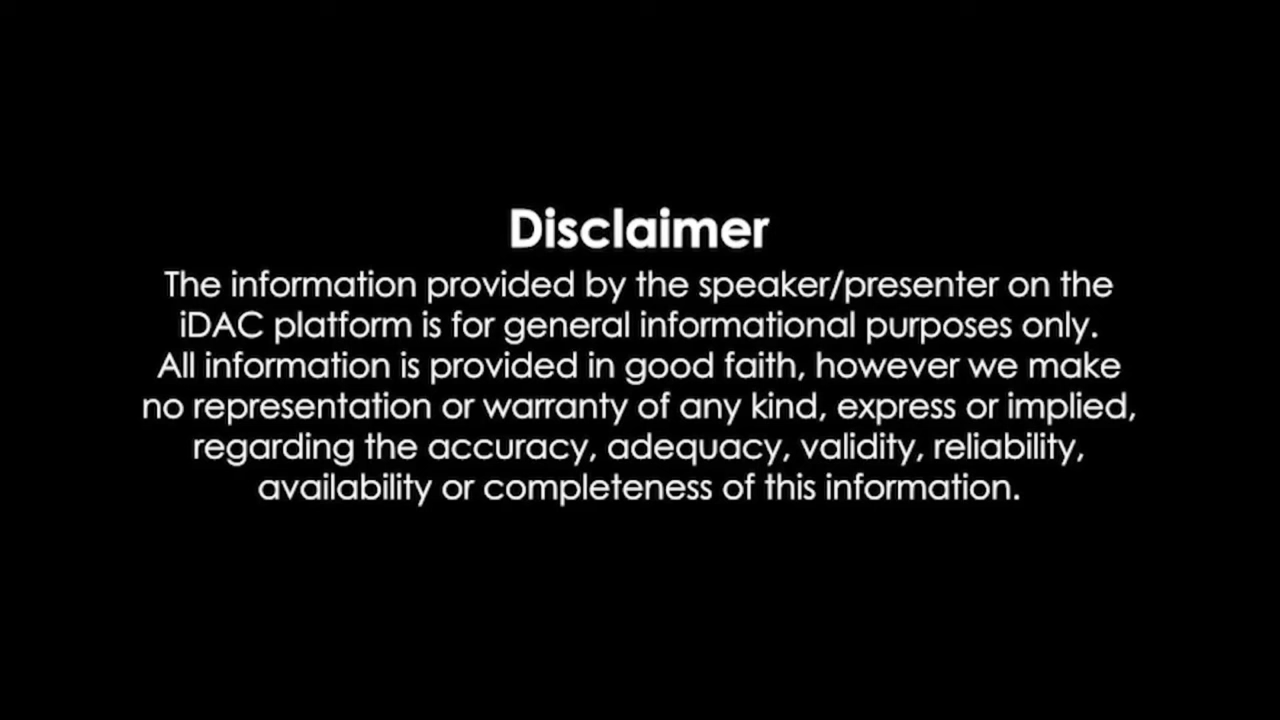 Disclaimer
The information provided by the speaker/presenter on the
iDAC platform is for general informational purposes only.
All information is provided in good faith, however we make
no representation or warranty of any kind, express or implied,
regarding the accuracy, adequacy, validity, reliability,
availability or completeness of this information.